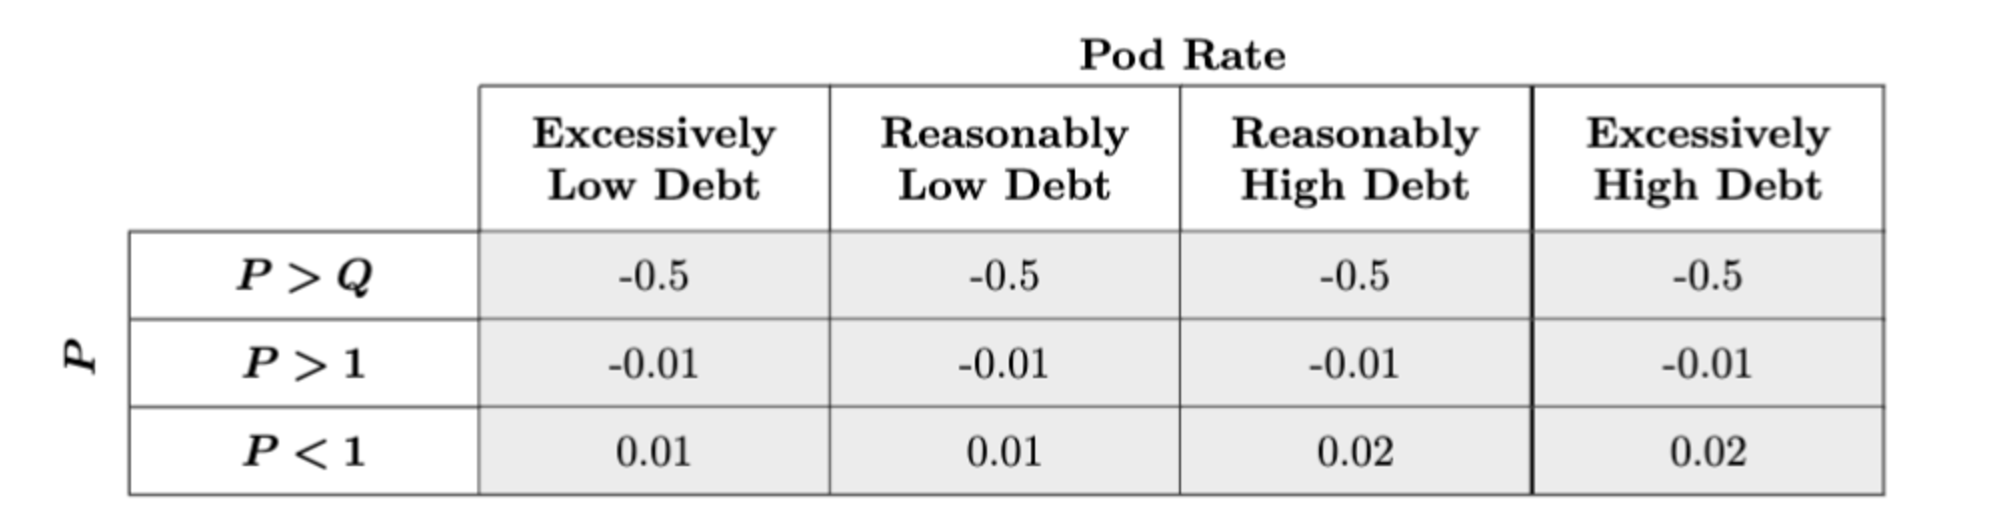 Pod Rate
Excessively Low Debt Reasonably Low Debt Reasonably High Debt Excessively High Debt
P > Q -0.5 -0.5 -0.5 -0.5
P
P > 1 -0.01 -0.01 -0.01 -0.01
P < 1 0.01 0.01 0.02 0.02